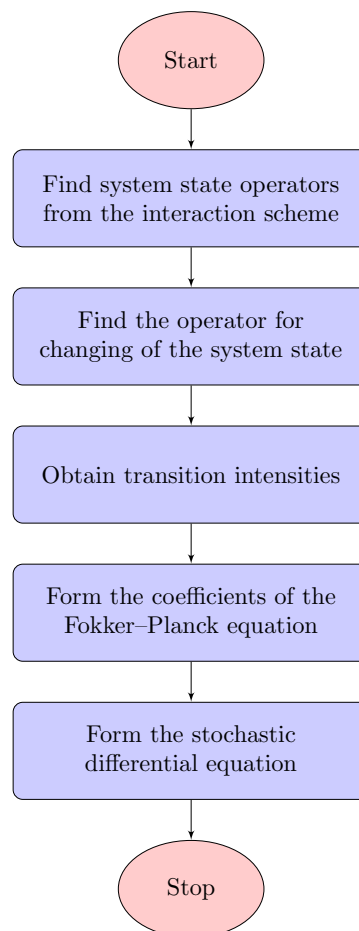 Start
Find system state operators
from the interaction scheme
Find the operator for
changing of the system state
Obtain transition intensities
Form the coefficients of the
Fokker–Planck equation
Form the stochastic
differential equation
Stop